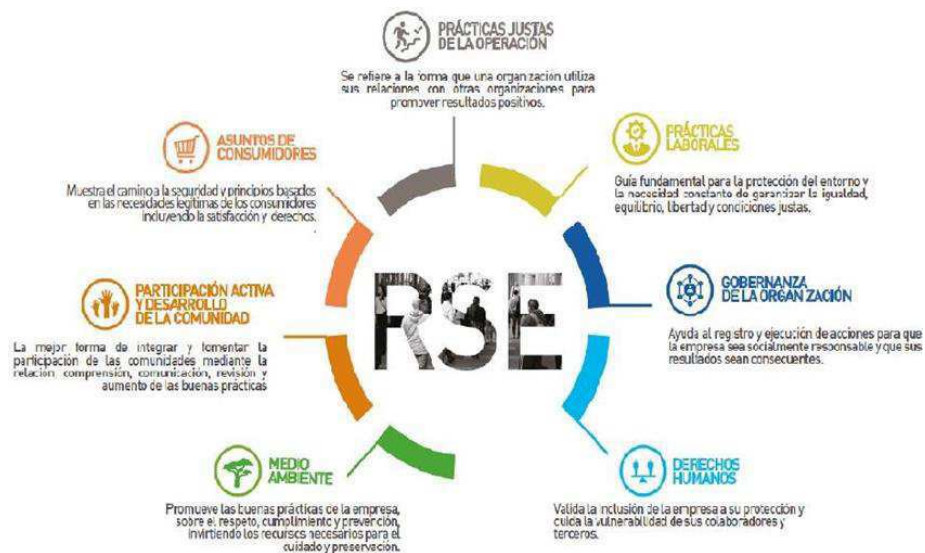 PRÁCTICAS JUSTAS
DE LA OPERACIÓN
Se refiere a la forma que una organización utiliza
sus relaciones con otras organizaciones para
promover resultados positivos.
ASUNTOS DE
CONSUMIDORES
Muestra el camino a la seguridad y principios basados
en las necesidades legítimas de los consumidores
incluyendo la satisfacción y derechos.
PRÁCTICAS
LABORALES
Guía fundamental para la protección del entorno y
la necesidad constante de garantizar la igualdad,
equilibrio, libertad y condiciones justas.
PARTICIPACIÓN ACTIVA
Y DESARROLLO
DE LA COMUNIDAD
La mejor forma de integrar y fomentar la
participación de las comunidades mediante la
relación, comprensión, comunicación, revisión y
aumento de las buenas prácticas
RSE
GOBERNANZA
DE LA ORGANIZACIÓN
Ayuda al registro y ejecución de acciones para que
la empresa sea socialmente responsable y que sus
resultados sean consecuentes.
MEDIO
AMBIENTE
Promueve las buenas prácticas de la empresa,
sobre el respeto, cumplimiento y prevención,
invirtiendo los recursos necesarios para el
cuidado y preservación.
DERECHOS
HUMANOS
Valida la inclusión de la empresa a su protección y
cuida la vulnerabilidad de sus colaboradores y
terceros.